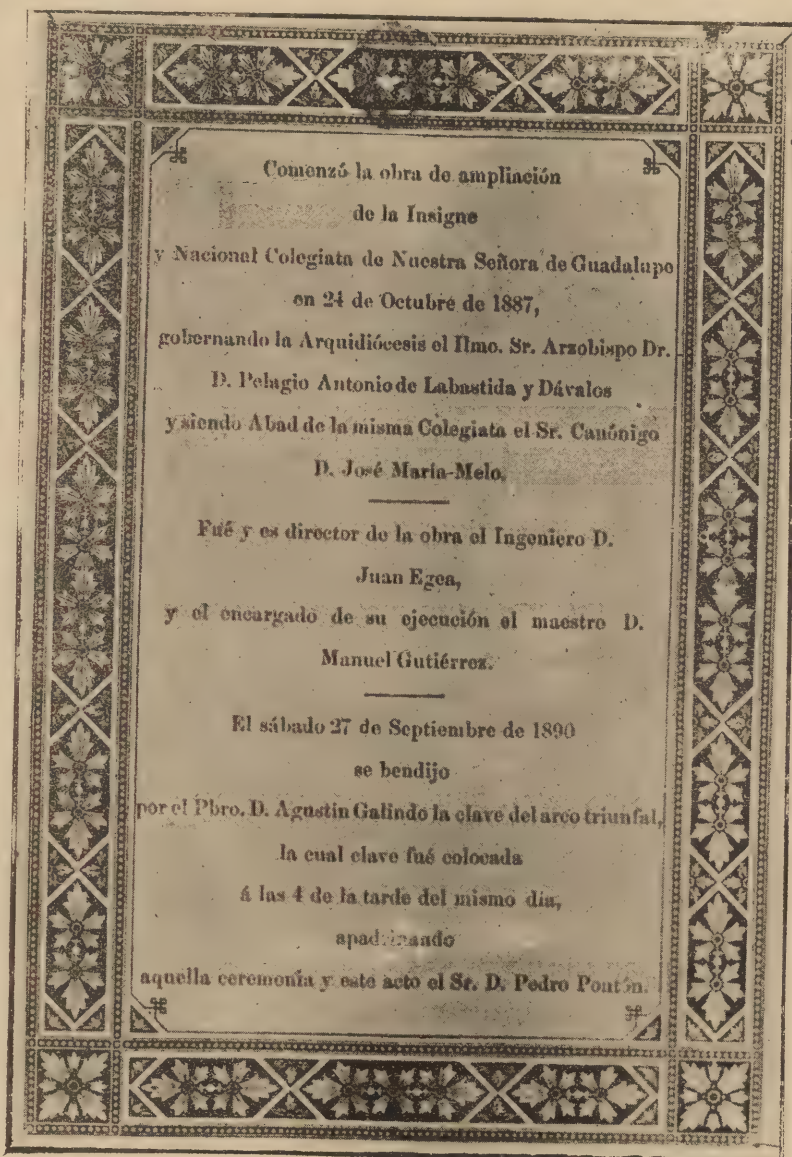 Comenzó la obra de ampliación
de la Insigne
y Nacional Colegiata de Nuestra Señora de Guadalupe
en 24 de Octubre de 1887,
gobernando la Arquidiócesis el Ilmo. Sr. Arzobispo Dr.
D. Pelagio Antonio de Labastida y Dávalos
y siendo Abad de la misma Colegiata el Sr. Canónigo
D. José María Melo.
Fué y es director de la obra el Ingeniero D.
Juan Egea,
y el encargado de su ejecución el maestro D.
Manuel Gutiérrez.
El sábado 27 de Septiembre de 1890
se bendijo
por el Pbro. D. Agustin Galindo la clave del arco triunfal,
la cual clave fué colocada
á las 4 de la tarde del mismo día,
apadrinando
aquella ceremonía y este acto el Sr. D. Pedro Pontón.